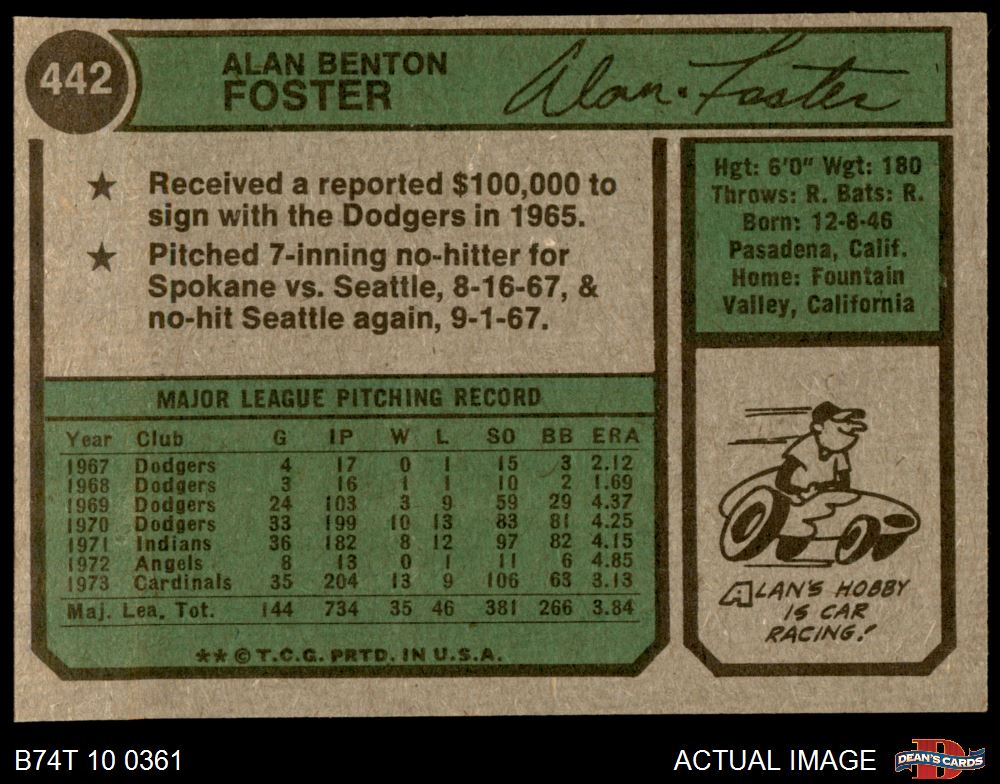 442
ALAN BENTON
FOSTER
Alan Foster
★ Received a reported $100,000 to
sign with the Dodgers in 1965.
★ Pitched 7-inning no-hitter for
Spokane vs. Seattle, 8-16-67, &
no-hit Seattle again, 9-1-67.
Hgt: 6'0" Wgt: 180
Throws: R. Bats: R.
Born: 12-8-46
Pasadena, Calif.
Home: Fountain
Valley, California
MAJOR LEAGUE PITCHING RECORD
Year Club G IP W L SO BB ERA
1967 Dodgers 4 17 0 1 15 3 2.12
1968 Dodgers 3 16 1 1 10 2 1.69
1969 Dodgers 24 103 3 9 59 29 4.37
1970 Dodgers 33 199 10 13 83 81 4.25
1971 Indians 36 182 8 12 97 82 4.15
1972 Angels 8 13 0 1 11 6 4.85
1973 Cardinals 35 204 13 9 106 63 3.13
Maj. Lea. Tot. 144 734 35 46 381 266 3.84
** © T.C.G. PRTD. IN U.S.A.
ALAN'S HOBBY
IS CAR
RACING!
B74T 10 0361
ACTUAL IMAGE
D
DEAN'S CARDS